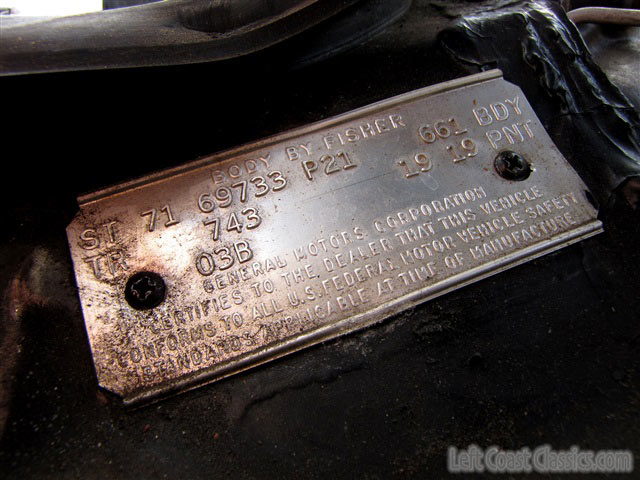 BODY BY FISHER
ST 71 69733 P21 661 BDY
TR 743 19 19 PNT
03B
GENERAL MOTORS CORPORATION
CERTIFIES TO THE DEALER THAT THIS VEHICLE
CONFORMS TO ALL U.S. FEDERAL MOTOR VEHICLE SAFETY
STANDARDS APPLICABLE AT TIME OF MANUFACTURE.
Left Coast Classics.com